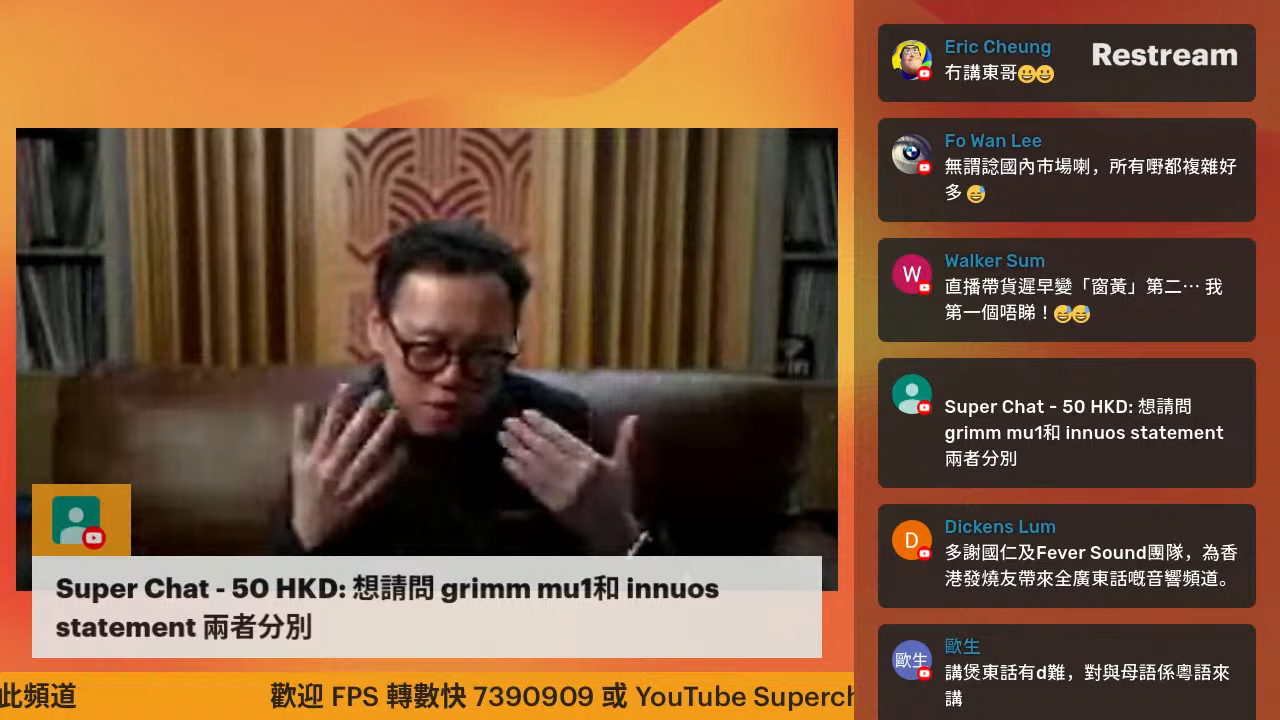 Restream
Eric Cheung
冇講東哥😀😀
Fo Wan Lee
無謂諗國內市場喇，所有嘢都複雜好
多 😅
W
Walker Sum
直播帶貨遲早變「窗黃」第二⋯ 我
第一個唔睇！😅😅
Super Chat - 50 HKD: 想請問
grimm mu1和 innuos statement
兩者分別
D
Dickens Lum
多謝國仁及Fever Sound團隊，為香
港發燒友帶來全廣東話嘅音響頻道。
歐生
歐生
講煲東話有d難，對與母語係粵語來
講
Super Chat - 50 HKD: 想請問 grimm mu1和 innuos
statement 兩者分別
此頻道 歡迎 FPS 轉數快 7390909 或 YouTube Superch